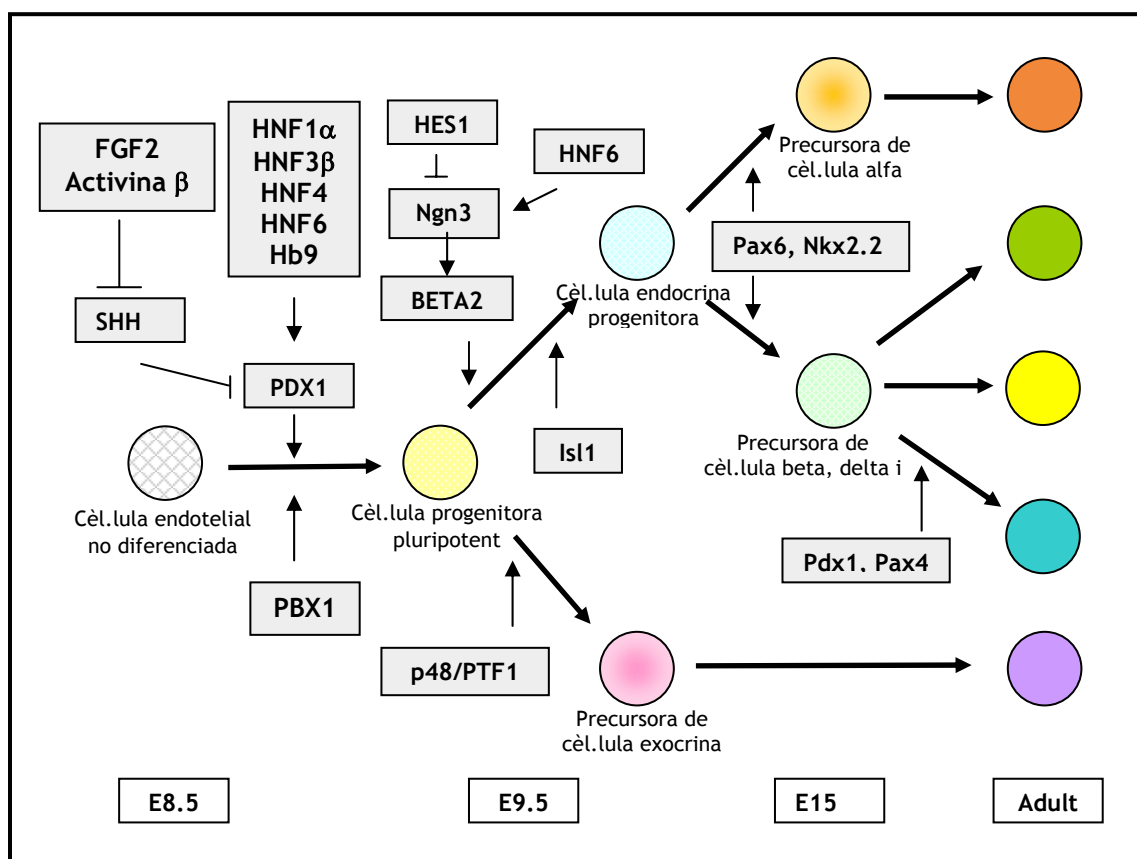 FGF2
Activina β
HNF1α
HNF3β
HNF4
HNF6
Hb9
HES1
HNF6
Ngn3
BETA2
SHH
PDX1
Precursora de
cèl.lula alfa
Pax6, Nkx2.2
Cèl.lula endocrina
progenitora
Isl1
Precursora de
cèl.lula beta, delta i
Cèl.lula endotelial
no diferenciada
Cèl.lula progenitora
pluripotent
Pdx1, Pax4
PBX1
p48/PTF1
Precursora de
cèl.lula exocrina
E8.5
E9.5
E15
Adult